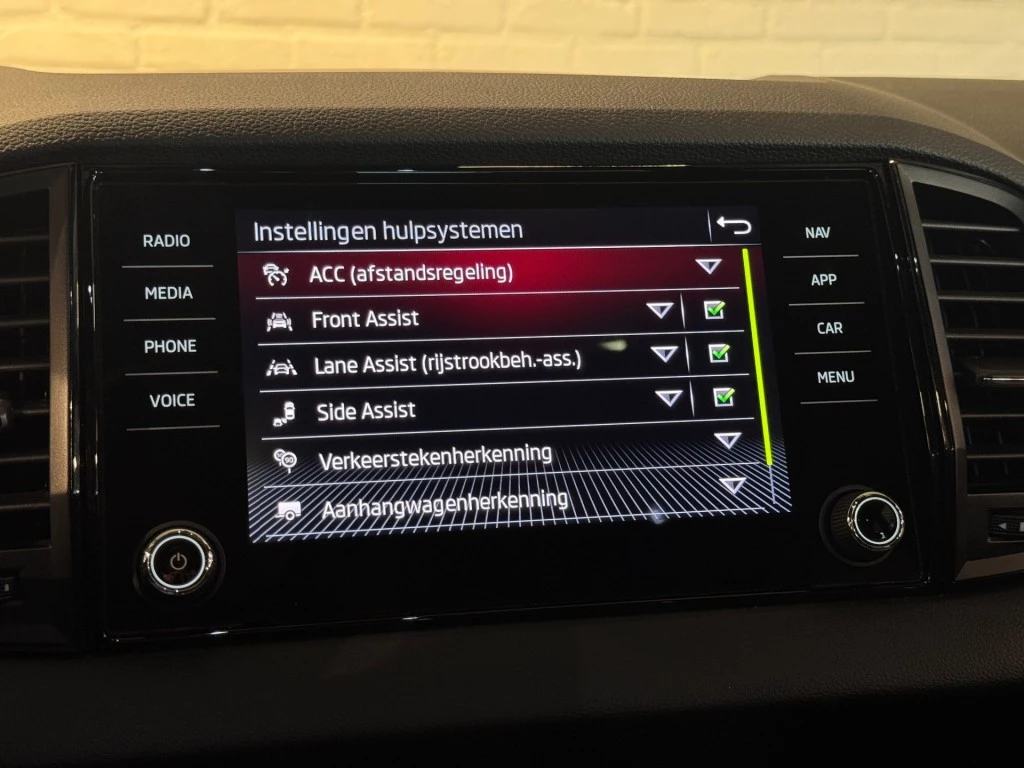 RADIO
MEDIA
PHONE
VOICE
Instellingen hulpsystemen
ACC (afstandsregeling)
Front Assist
Lane Assist (rijstrookbeh.-ass.)
Side Assist
90
Verkeerstekenherkenning
Aanhangwagenherkenning
NAV
APP
CAR
MENU